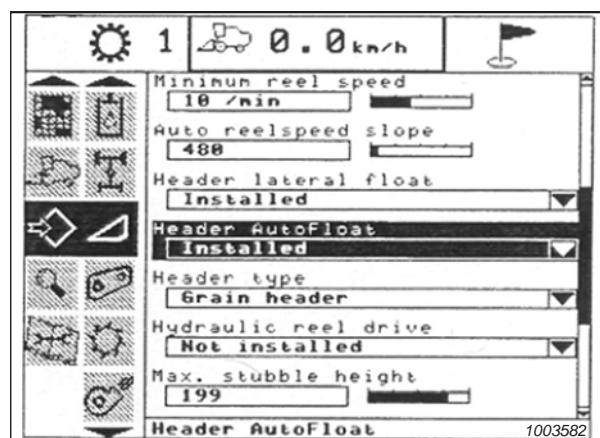 1 0.0km/h
Minimum reel speed
10 /min
Auto reelspeed slope
480
Header lateral float
Installed
Header AutoFloat
Installed
Header type
Grain header
Hydraulic reel drive
Not installed
Max. stubble height
199
Header AutoFloat
1003582